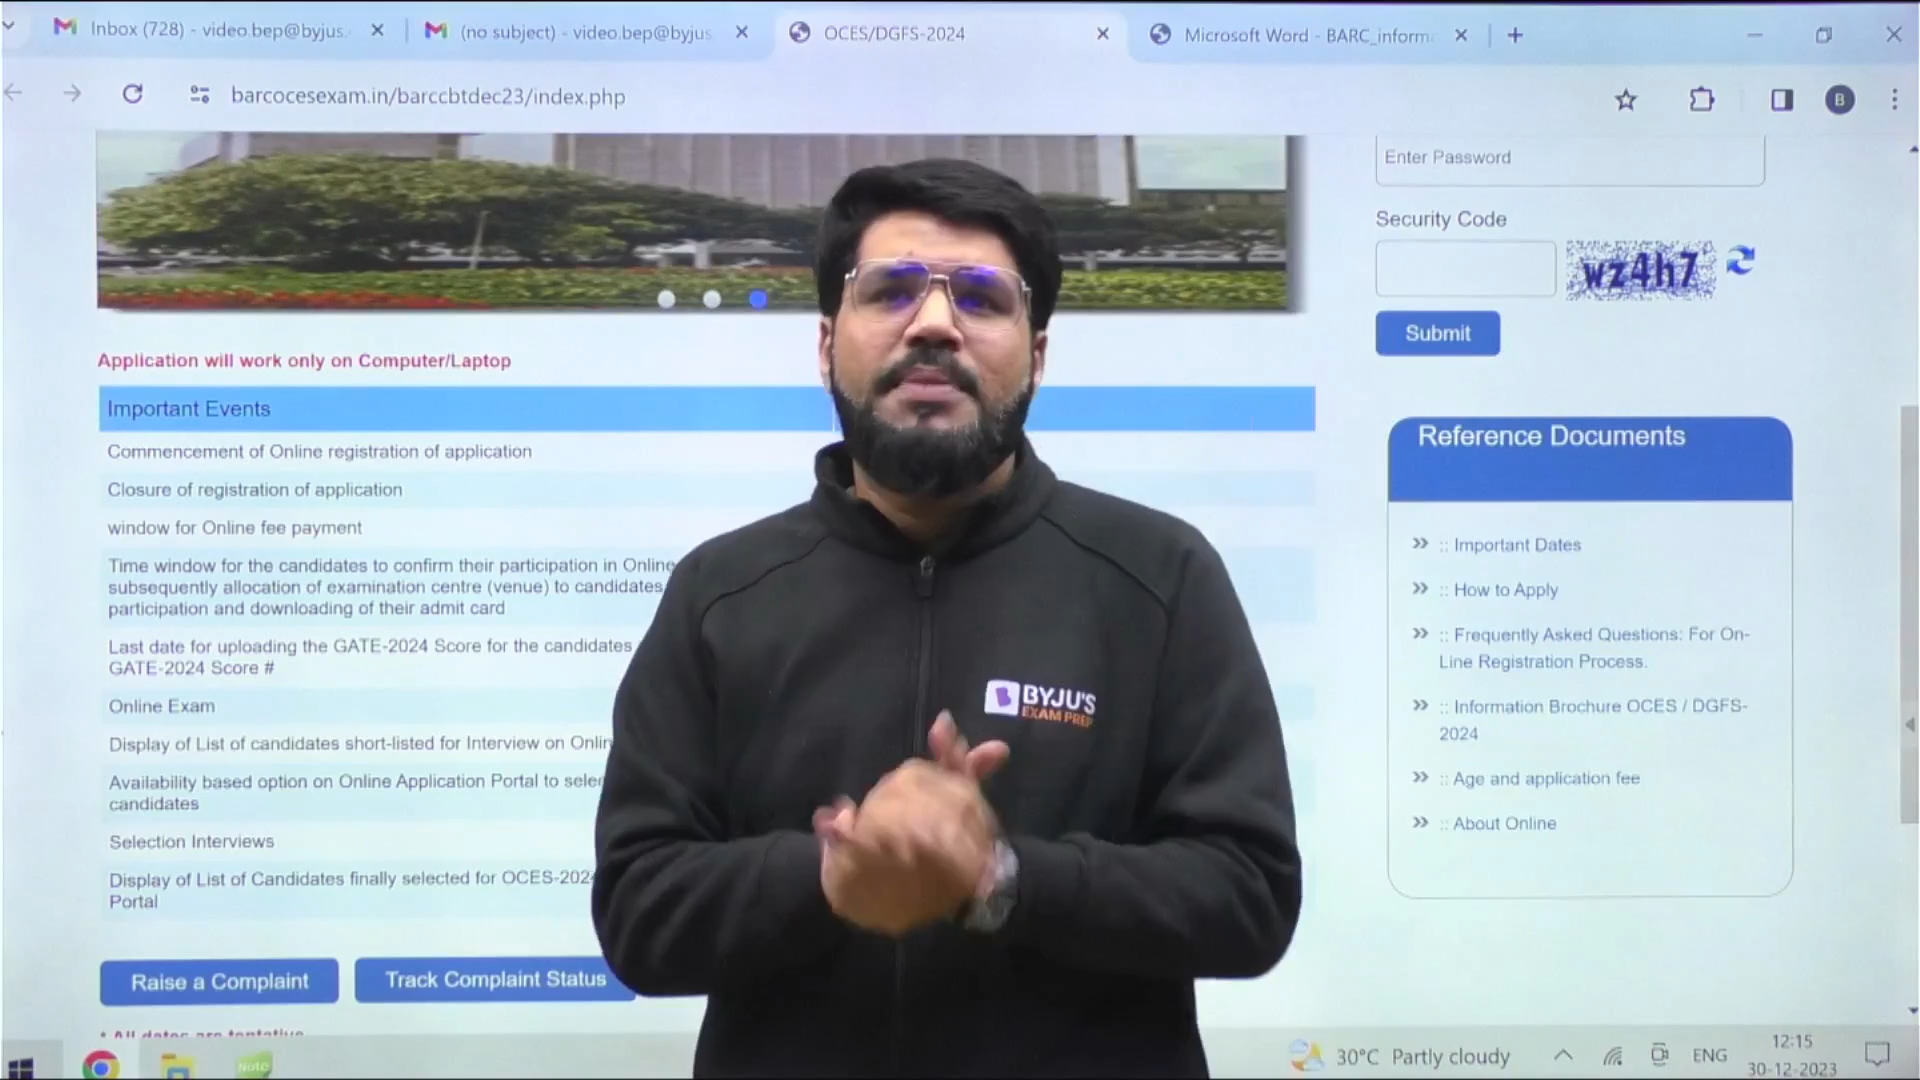 Inbox (728) - video.bep@byjus.
(no subject) - video.bep@byjus
OCES/DGFS-2024
Microsoft Word - BARC_inform
barcocesexam.in/barccbtdec23/index.php
B
Enter Password
Security Code
wz4h7
Submit
Application will work only on Computer/Laptop
Important Events
Commencement of Online registration of application
Closure of registration of application
window for Online fee payment
Time window for the candidates to confirm their participation in Online
subsequently allocation of examination centre (venue) to candidates
participation and downloading of their admit card
Last date for uploading the GATE-2024 Score for the candidates
GATE-2024 Score #
Online Exam
Display of List of candidates short-listed for Interview on Onlin
Availability based option on Online Application Portal to selec
candidates
Selection Interviews
Display of List of Candidates finally selected for OCES-2024
Portal
Raise a Complaint
Track Complaint Status
* All dates are tentative
Reference Documents
:: Important Dates
:: How to Apply
:: Frequently Asked Questions: For On-
Line Registration Process.
:: Information Brochure OCES / DGFS-
2024
:: Age and application fee
:: About Online
BYJU'S
EXAM PREP
Note
30°C Partly cloudy
ENG
12:15
30-12-2023